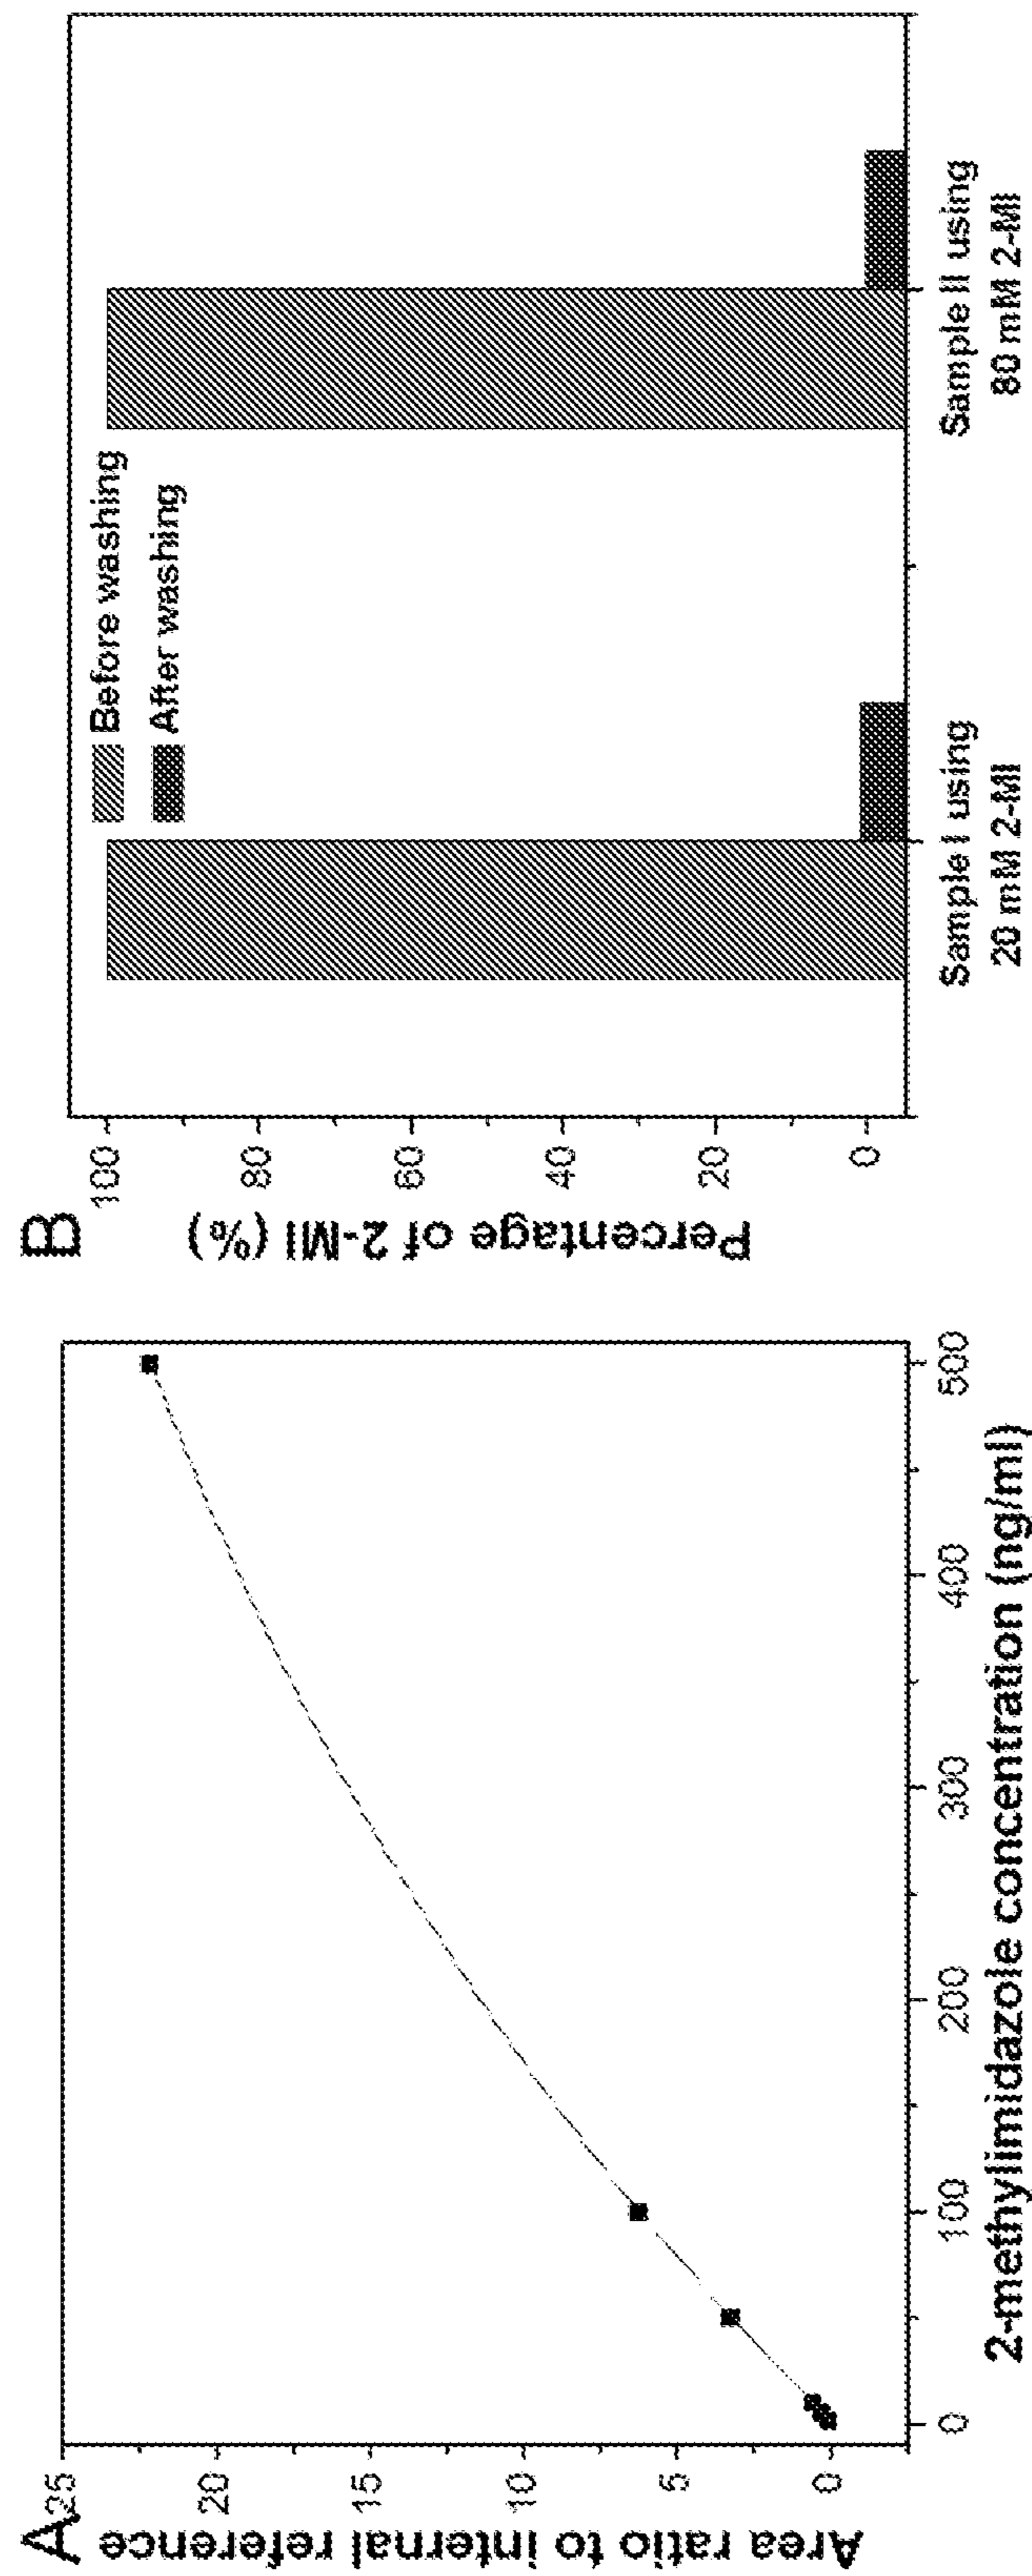 A
Area ratio to internal reference
25
20
15
10
5
0
0 100 200 300 400 500
2-methylimidazole concentration (ng/ml)
B
Percentage of 2-MI (%)
100
80
60
40
20
0
Before washing
After washing
Sample I using
20 mM 2-MI
Sample II using
80 mM 2-MI